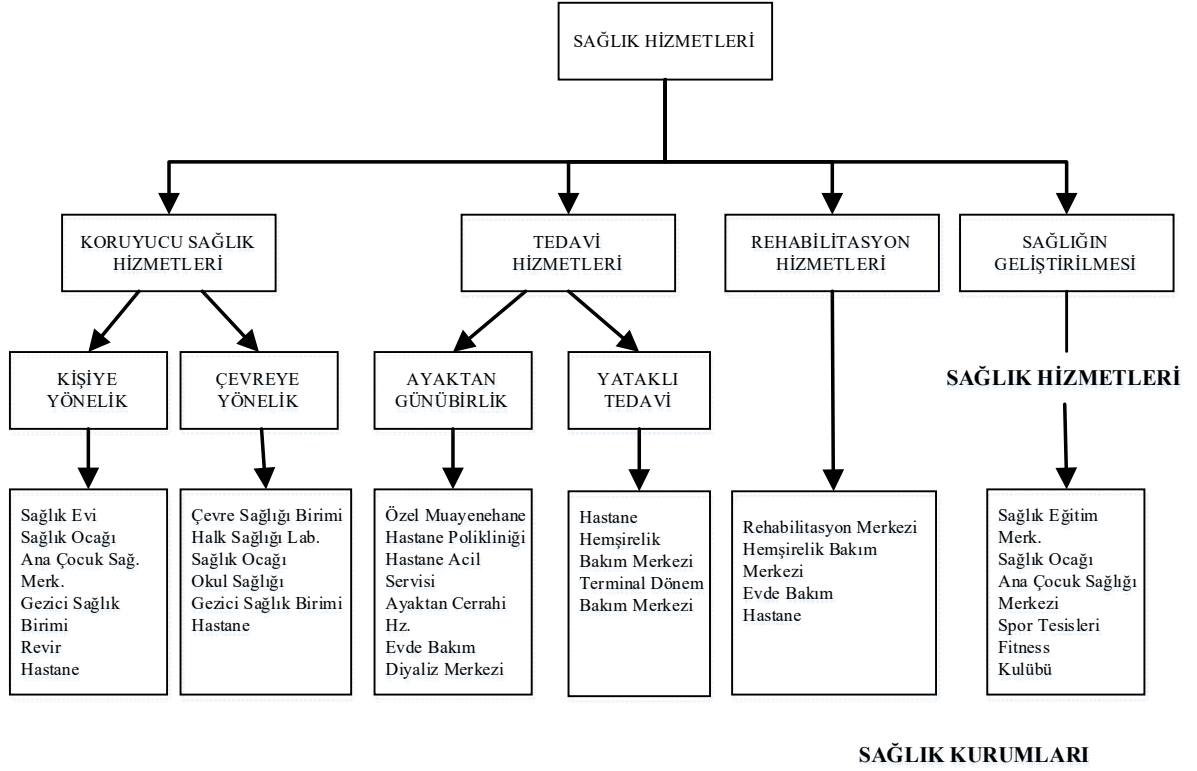 SAĞLIK HİZMETLERİ
KORUYUCU SAĞLIK
HİZMETLERİ
TEDAVİ
HİZMETLERİ
REHABİLİTASYON
HİZMETLERİ
SAĞLIĞIN
GELİŞTİRİLMESİ
KİŞİYE
YÖNELİK
ÇEVREYE
YÖNELİK
AYAKTAN
GÜNÜBİRLİK
YATAKLI
TEDAVİ
SAĞLIK HİZMETLERİ
Sağlık Evi
Sağlık Ocağı
Ana Çocuk Sağ.
Merk.
Gezici Sağlık
Birimi
Revir
Hastane
Çevre Sağlığı Birimi
Halk Sağlığı Lab.
Sağlık Ocağı
Okul Sağlığı
Gezici Sağlık Birimi
Hastane
Özel Muayenehane
Hastane Polikliniği
Hastane Acil
Servisi
Ayaktan Cerrahi
Hz.
Evde Bakım
Diyaliz Merkezi
Hastane
Hemşirelik
Bakım Merkezi
Terminal Dönem
Bakım Merkezi
Rehabilitasyon Merkezi
Hemşirelik Bakım
Merkezi
Evde Bakım
Hastane
Sağlık Eğitim
Merk.
Sağlık Ocağı
Ana Çocuk Sağlığı
Merkezi
Spor Tesisleri
Fitness
Kulübü
SAĞLIK KURUMLARI